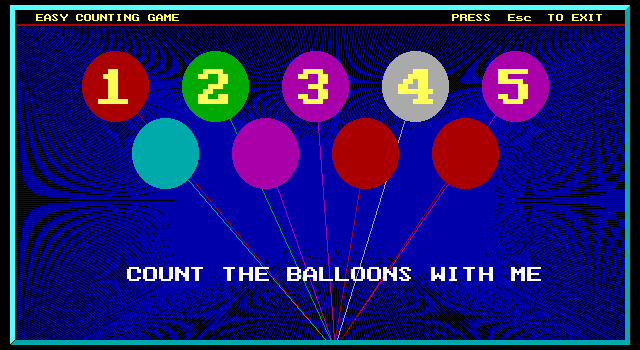 EASY COUNTING GAME PRESS Esc TO EXIT
1 2 3 4 5
COUNT THE BALLOONS WITH ME